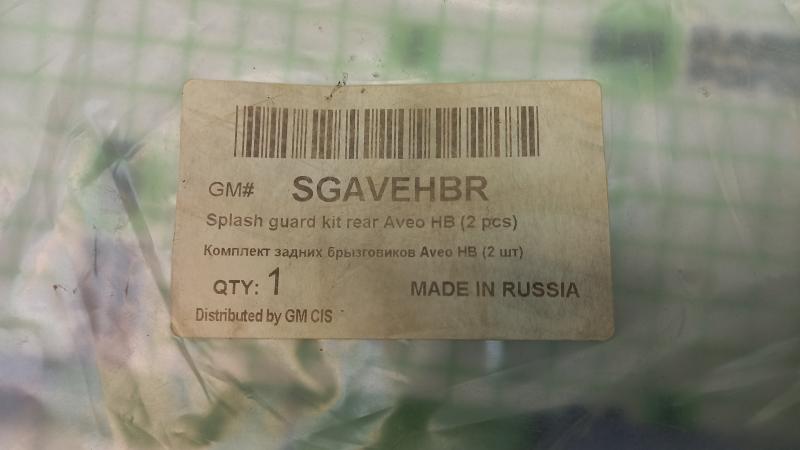 GM# SGAVEHBR
Splash guard kit rear Aveo HB (2 pcs)
Комплект задних брызговиков Aveo HB (2 шт)
QTY: 1 MADE IN RUSSIA
Distributed by GM CIS